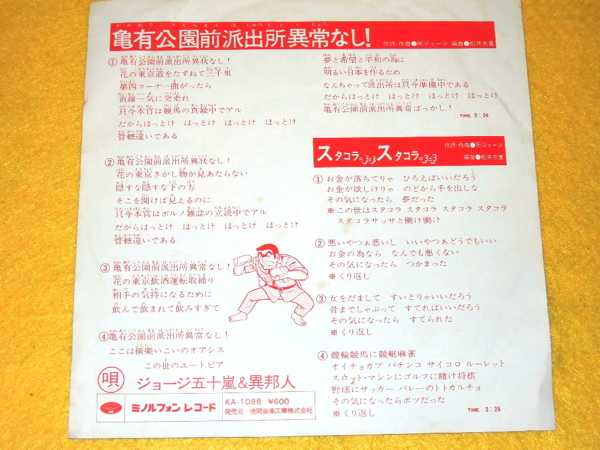 亀有公園前派出所異常なし!
作詩・作曲●所ジョージ 編曲●松井忠重
①亀有公園前派出所異状なし!
花の東京道をたずねて三千里
第四コーナー曲がったら
直線一気に突走れ
只今本官は競馬の直線中でアル
だからほっとけ ほっとけ ほっとけ ほっとけ
管轄違いである
②亀有公園前派出所異状なし!
花の東京さがし物が見あたらない
隠すな隠すな下の方
そこを開けば見えるのに
只今本官はポルノ雑誌の立読中でアル
だからほっとけ ほっとけ ほっとけ ほっとけ
管轄違いである
③亀有公園前派出所異常なし!
花の東京飲酒運転取締り
相手の気持になるために
飲んで飲まれて飲みすぎて
④亀有公園前派出所異常なし!
ここは極楽いこいのオアシス
この世のユートピア
夢と希望と平和の為に
明るい日本を作るため
なんちゃって派出所は只今準備中である
だからほっとけ ほっとけ ほっとけ ほっとけ
亀有公園前派出所異常ばっかし!
TIME 3:34
スタコラサッサスタコラサッサ
作詩・作曲●所ジョージ
編曲●松井忠重
①お金が落ちてりゃ ひろえばいいだろう
お金が欲しけりゃ のどから手を出しな
その気になったら 夢だった
※この世はスタコラ スタコラ スタコラ スタコラ
スタコラサッサと働け働け
②悪いやつぁ悪いし いいやつぁどうでもいい
お金の為なら なんでも悪くない
その気になったら つかまった
※くり返し
③女をだまして すいとりゃいいだろう
骨までしゃぶって すてればいいだろう
その気になったら すてられた
※くり返し
④競輪競馬に競艇麻雀
オイチョカブ パチンコ サイコロ ルーレット
スロット・マシンにゴルフに賭け将棋
野球にサッカー バレーのトトカルチョ
その気になったらボツだった
※くり返し
TIME 3:26
唄 ジョージ五十嵐&異邦人
ミノルフォンレコード
KA-1086 ¥600
発売元 徳間音楽工業株式会社